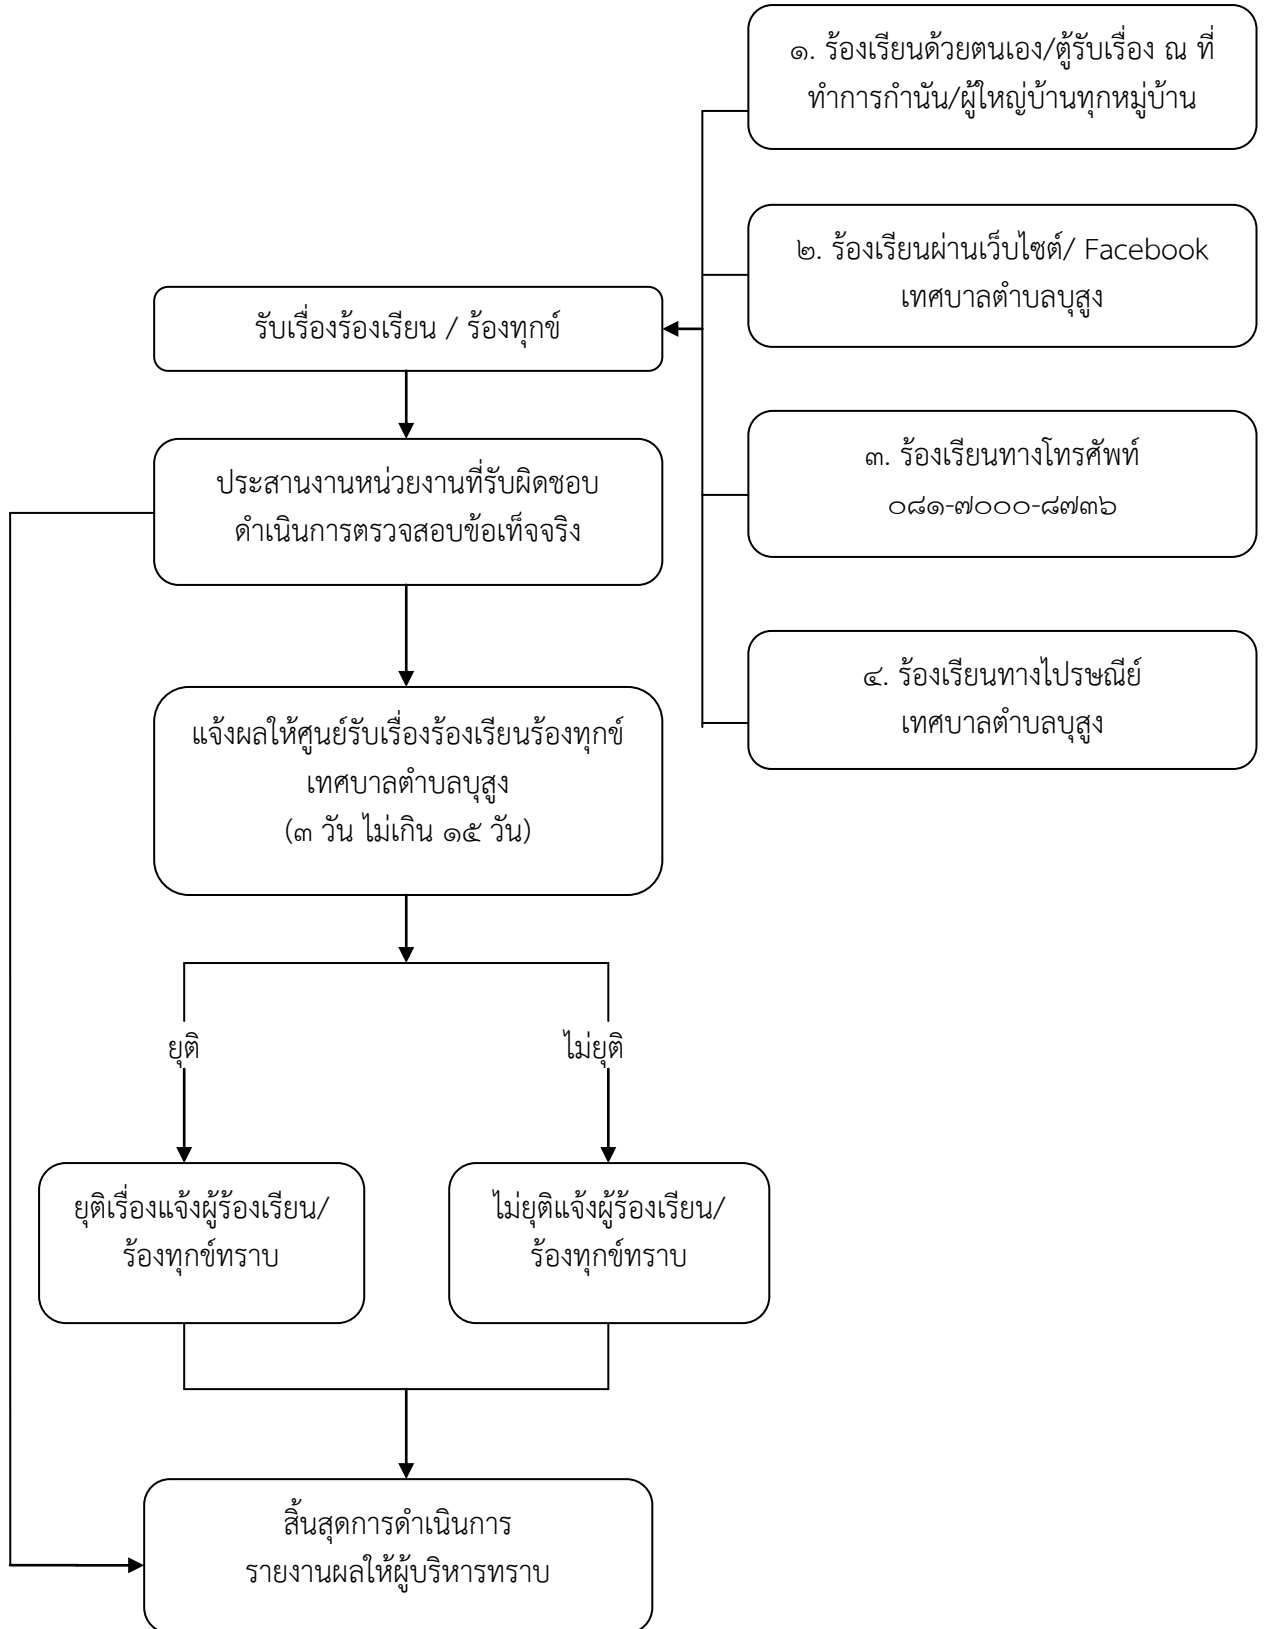 ๑. ร้องเรียนด้วยตนเอง/ตู้รับเรื่อง ณ ที่
ทำการกำนัน/ผู้ใหญ่บ้านทุกหมู่บ้าน
๒. ร้องเรียนผ่านเว็บไซต์/ Facebook
เทศบาลตำบลบุสูง
๓. ร้องเรียนทางโทรศัพท์
๐๘๑-๗๐๐๐-๘๗๓๖
๔. ร้องเรียนทางไปรษณีย์
เทศบาลตำบลบุสูง
รับเรื่องร้องเรียน / ร้องทุกข์
ประสานงานหน่วยงานที่รับผิดชอบ
ดำเนินการตรวจสอบข้อเท็จจริง
แจ้งผลให้ศูนย์รับเรื่องร้องเรียนร้องทุกข์
เทศบาลตำบลบุสูง
(๓ วัน ไม่เกิน ๑๕ วัน)
ยุติ
ไม่ยุติ
ยุติเรื่องแจ้งผู้ร้องเรียน/
ร้องทุกข์ทราบ
ไม่ยุติแจ้งผู้ร้องเรียน/
ร้องทุกข์ทราบ
สิ้นสุดการดำเนินการ
รายงานผลให้ผู้บริหารทราบ